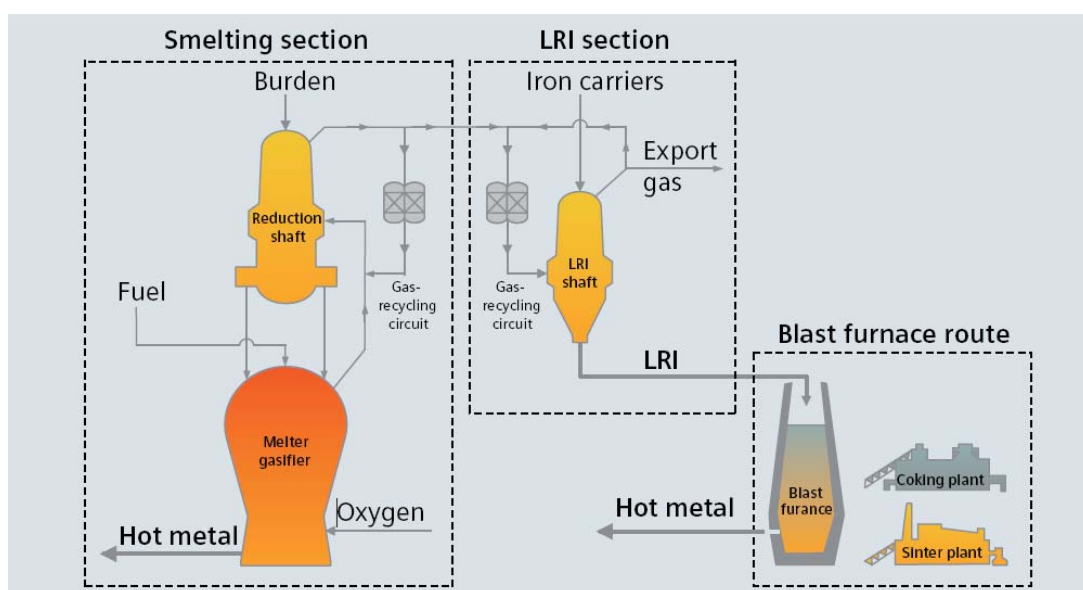 Smelting section
LRI section
Burden
Iron carriers
Export
gas
Reduction
shaft
LRI
shaft
Fuel
Gas-
recycling
circuit
Gas-
recycling
circuit
Blast furnace route
LRI
Melter
gasifier
Coking plant
Blast
furance
Oxygen
Hot metal
Hot metal
Sinter plant